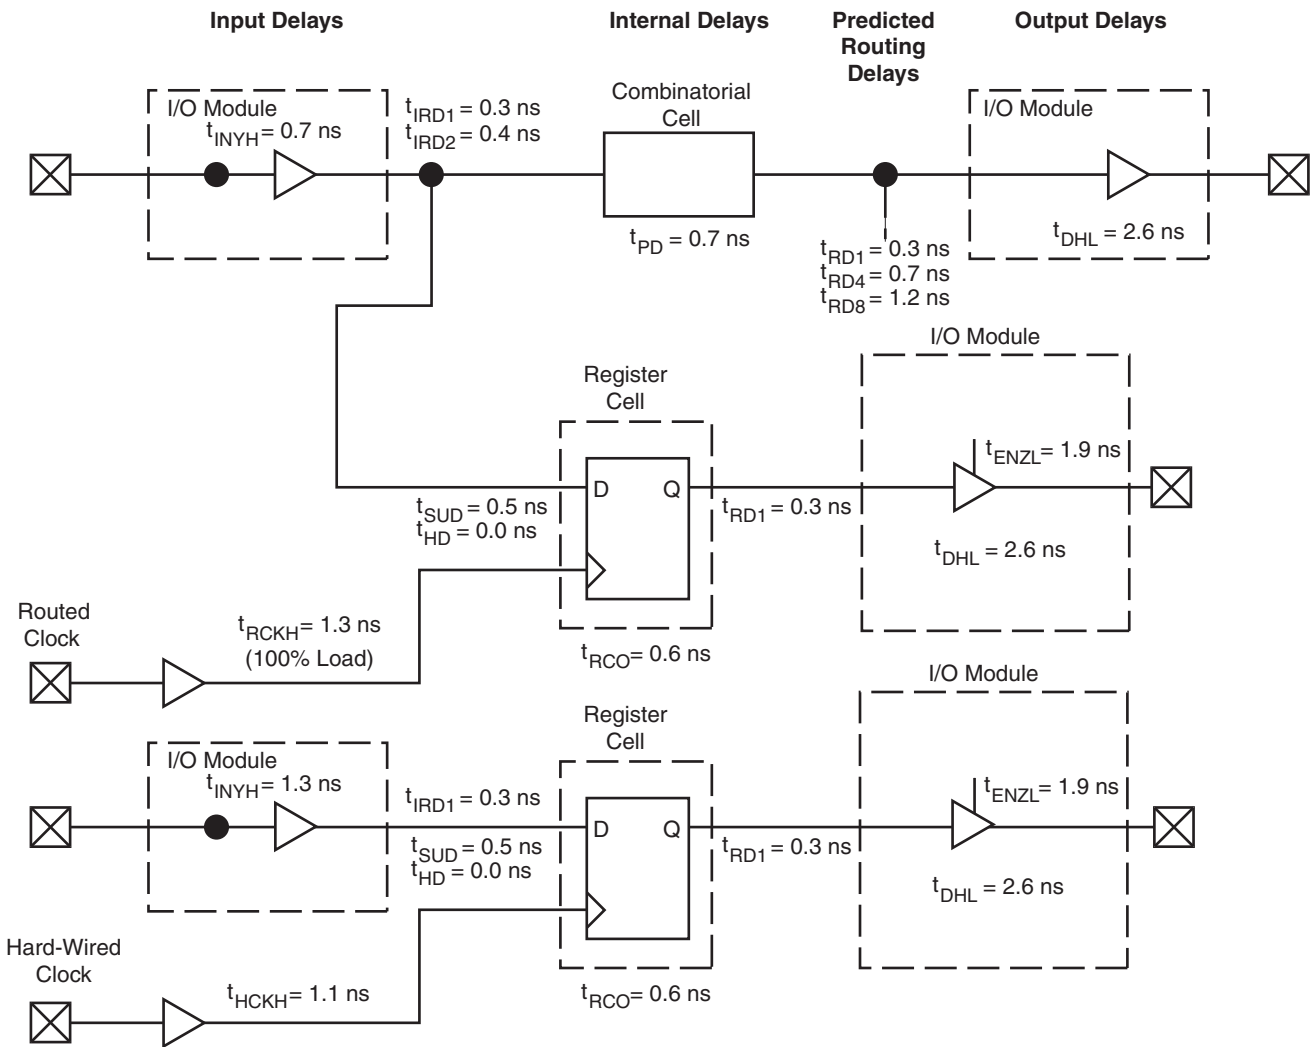 Input Delays
Internal Delays
Predicted
Routing
Delays
Output Delays
I/O Module
tINYH = 0.7 ns
tIRD1 = 0.3 ns
tIRD2 = 0.4 ns
Combinatorial
Cell
tPD = 0.7 ns
I/O Module
tDHL = 2.6 ns
tRD1 = 0.3 ns
tRD4 = 0.7 ns
tRD8 = 1.2 ns
I/O Module
Register
Cell
tENZL = 1.9 ns
D
Q
tSUD = 0.5 ns
tHD = 0.0 ns
tRD1 = 0.3 ns
tDHL = 2.6 ns
Routed
Clock
tRCKH = 1.3 ns
(100% Load)
tRCO = 0.6 ns
I/O Module
Register
Cell
I/O Module
tINYH = 1.3 ns
tIRD1 = 0.3 ns
tENZL = 1.9 ns
D
Q
tSUD = 0.5 ns
tHD = 0.0 ns
tRD1 = 0.3 ns
tDHL = 2.6 ns
Hard-Wired
Clock
tHCKH = 1.1 ns
tRCO = 0.6 ns